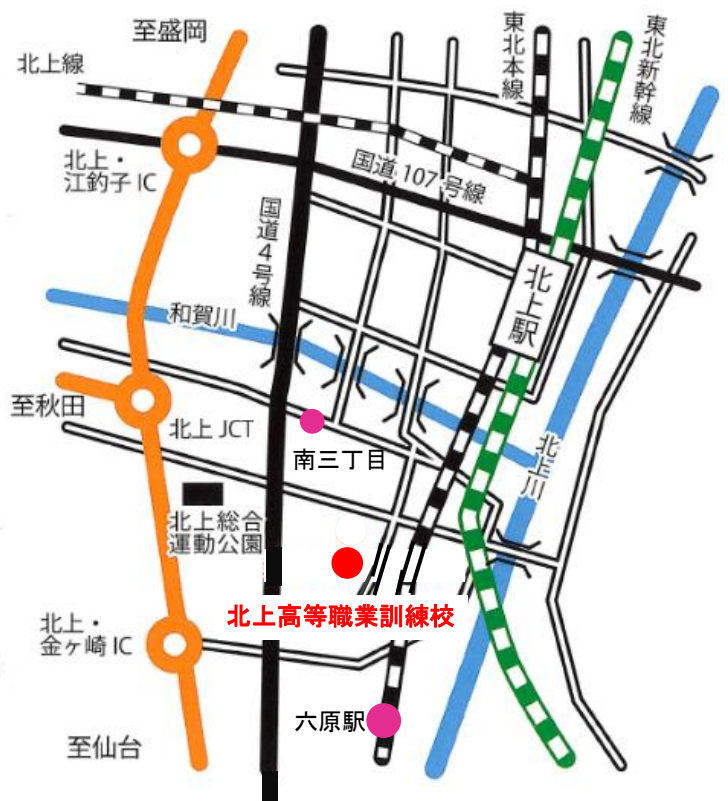 至盛岡
北上線
東北本線
東北新幹線
北上・
江釣子 IC
国道 107 号線
国道4号線
北上駅
和賀川
至秋田
北上 JCT
南三丁目
北上川
北上総合
運動公園
北上高等職業訓練校
北上・
金ヶ崎 IC
六原駅
至仙台